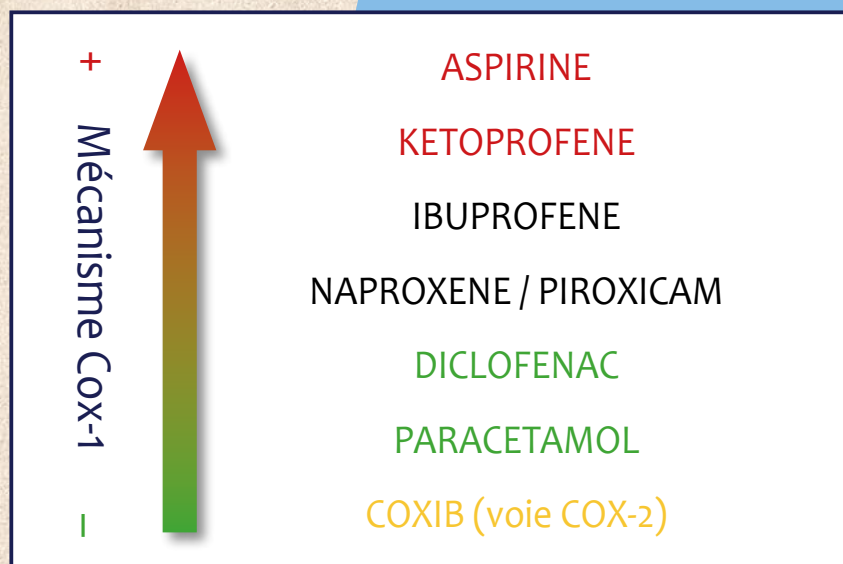 +
Mécanisme Cox-1
–
ASPIRINE
KETOPROFENE
IBUPROFENE
NAPROXENE / PIROXICAM
DICLOFENAC
PARACETAMOL
COXIB (voie COX-2)